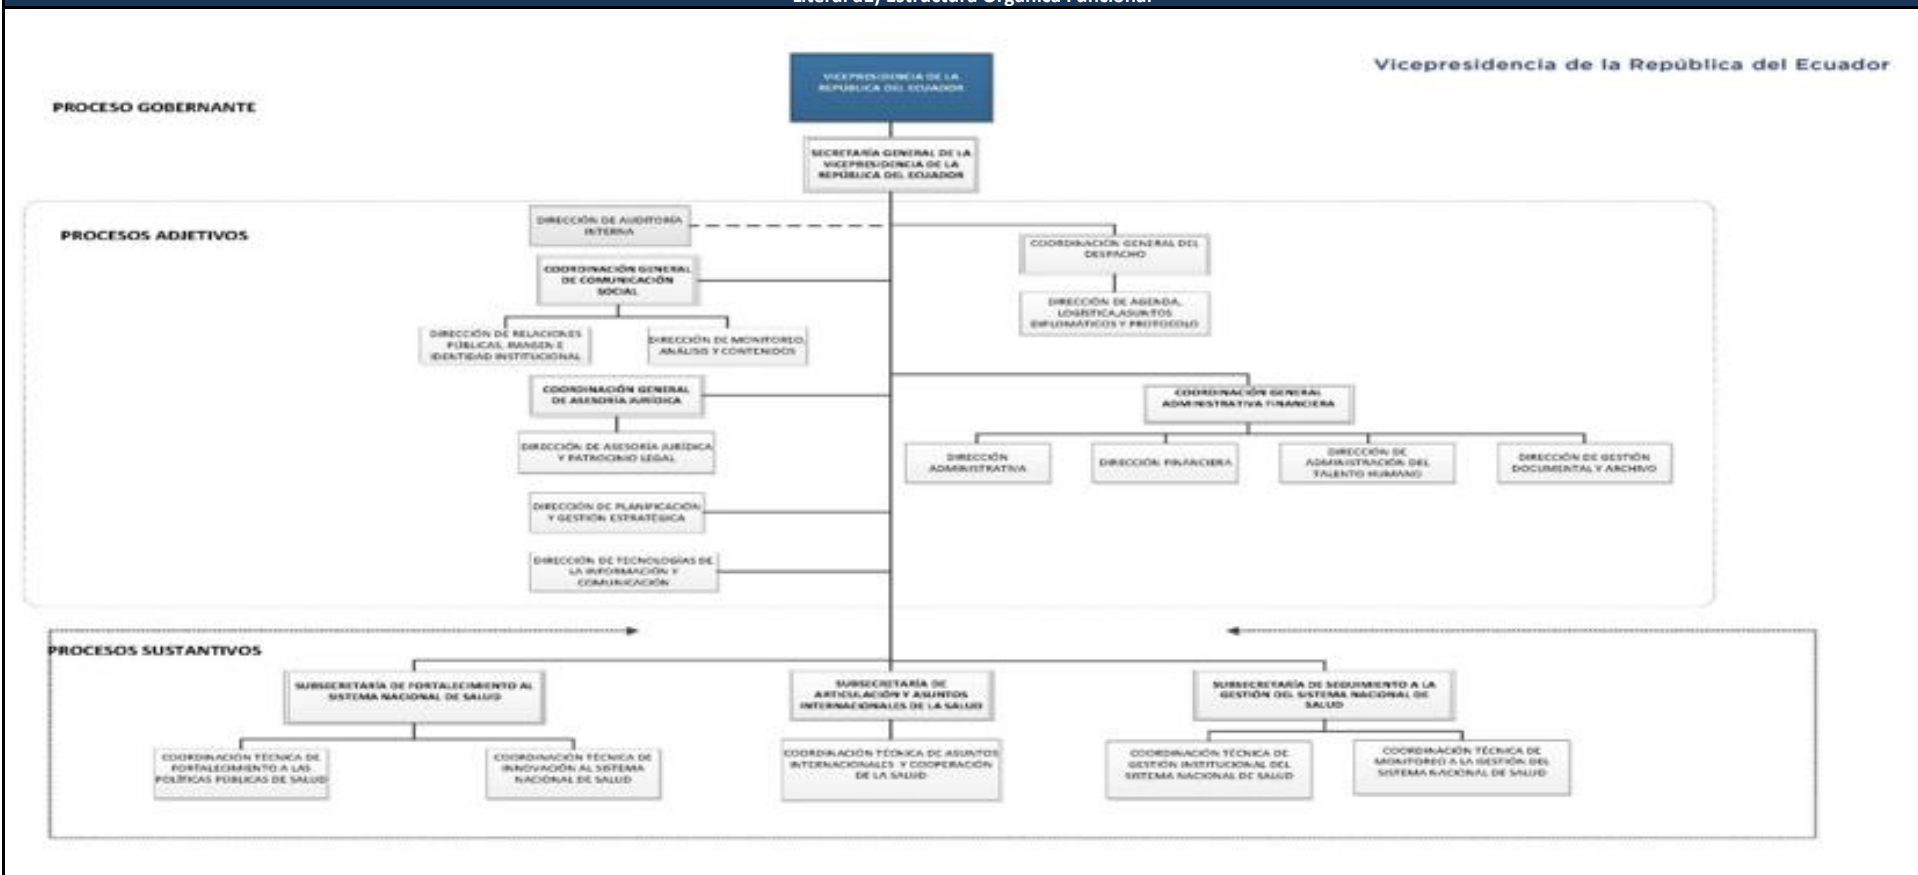 Estructura Orgánica Funcional
Vicepresidencia de la República del Ecuador
VICEPRESIDENCIA DE LA
REPÚBLICA DEL ECUADOR
PROCESO GOBERNANTE
SECRETARÍA GENERAL DE LA
VICEPRESIDENCIA DE LA
REPÚBLICA DEL ECUADOR
PROCESOS ADJETIVOS
DIRECCIÓN DE AUDITORÍA
INTERNA
COORDINACIÓN GENERAL DEL
DESPACHO
COORDINACIÓN GENERAL
DE COMUNICACIÓN
SOCIAL
DIRECCIÓN DE AGENDA,
LOGÍSTICA,ASUNTOS
DIPLOMÁTICOS Y PROTOCOLO
DIRECCIÓN DE RELACIONES
PÚBLICAS, IMAGEN E
IDENTIDAD INSTITUCIONAL
DIRECCIÓN DE MONITOREO,
ANÁLISIS Y CONTENIDOS
COORDINACIÓN GENERAL
DE ASESORÍA JURÍDICA
COORDINACIÓN GENERAL
ADMINISTRATIVA FINANCIERA
DIRECCIÓN DE ASESORÍA JURÍDICA
Y PATROCINIO LEGAL
DIRECCIÓN
ADMINISTRATIVA
DIRECCIÓN FINANCIERA
DIRECCIÓN DE
ADMINISTRACIÓN DEL
TALENTO HUMANO
DIRECCIÓN DE GESTIÓN
DOCUMENTAL Y ARCHIVO
DIRECCIÓN DE PLANIFICACIÓN
Y GESTIÓN ESTRATÉGICA
DIRECCIÓN DE TECNOLOGÍAS DE
LA INFORMACIÓN Y
COMUNICACIÓN
PROCESOS SUSTANTIVOS
SUBSECRETARÍA DE FORTALECIMIENTO AL
SISTEMA NACIONAL DE SALUD
SUBSECRETARÍA DE
ARTICULACIÓN Y ASUNTOS
INTERNACIONALES DE LA SALUD
SUBSECRETARÍA DE SEGUIMIENTO A LA
GESTIÓN DEL SISTEMA NACIONAL DE
SALUD
COORDINACIÓN TÉCNICA DE
FORTALECIMIENTO A LAS
POLÍTICAS PÚBLICAS DE SALUD
COORDINACIÓN TÉCNICA DE
INNOVACIÓN AL SISTEMA
NACIONAL DE SALUD
COORDINACIÓN TÉCNICA DE ASUNTOS
INTERNACIONALES Y COOPERACIÓN
DE LA SALUD
COORDINACIÓN TÉCNICA DE
GESTIÓN INSTITUCIONAL DEL
SISTEMA NACIONAL DE SALUD
COORDINACIÓN TÉCNICA DE
MONITOREO A LA GESTIÓN DEL
SISTEMA NACIONAL DE SALUD